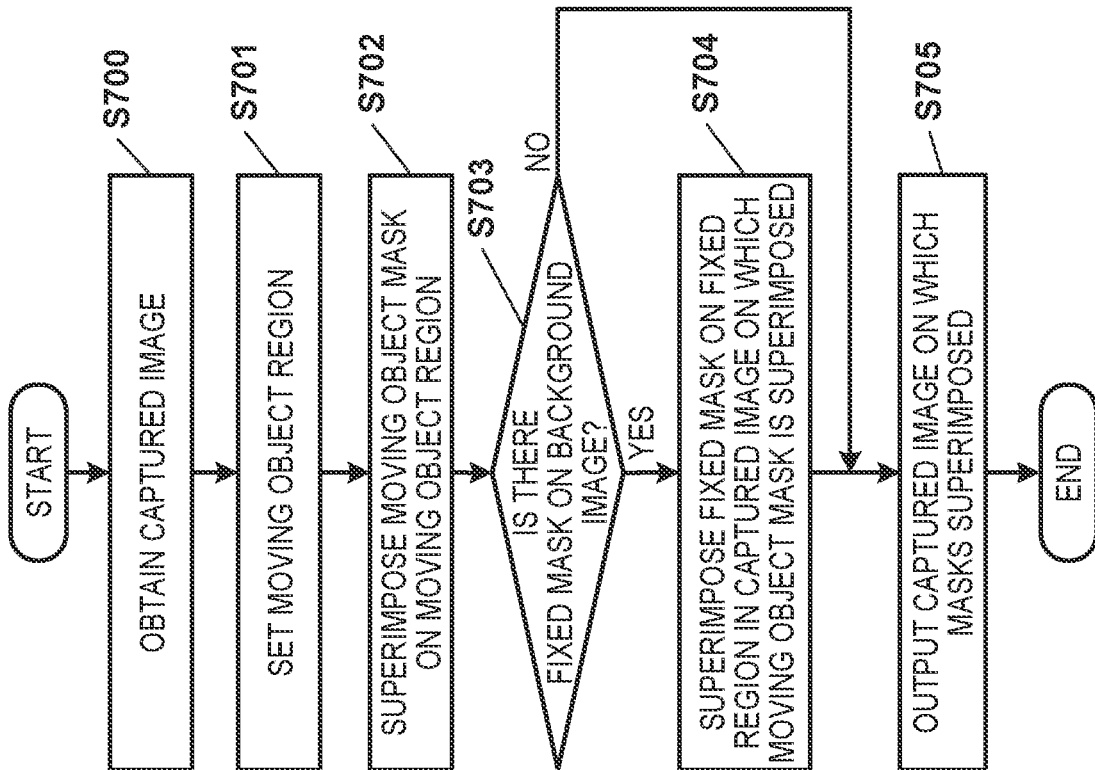 START
S700
OBTAIN CAPTURED IMAGE
S701
SET MOVING OBJECT REGION
S702
SUPERIMPOSE MOVING OBJECT MASK
ON MOVING OBJECT REGION
S703
IS THERE
FIXED MASK ON BACKGROUND
IMAGE?
NO
YES
S704
SUPERIMPOSE FIXED MASK ON FIXED
REGION IN CAPTURED IMAGE ON WHICH
MOVING OBJECT MASK IS SUPERIMPOSED
S705
OUTPUT CAPTURED IMAGE ON WHICH
MASKS SUPERIMPOSED
END